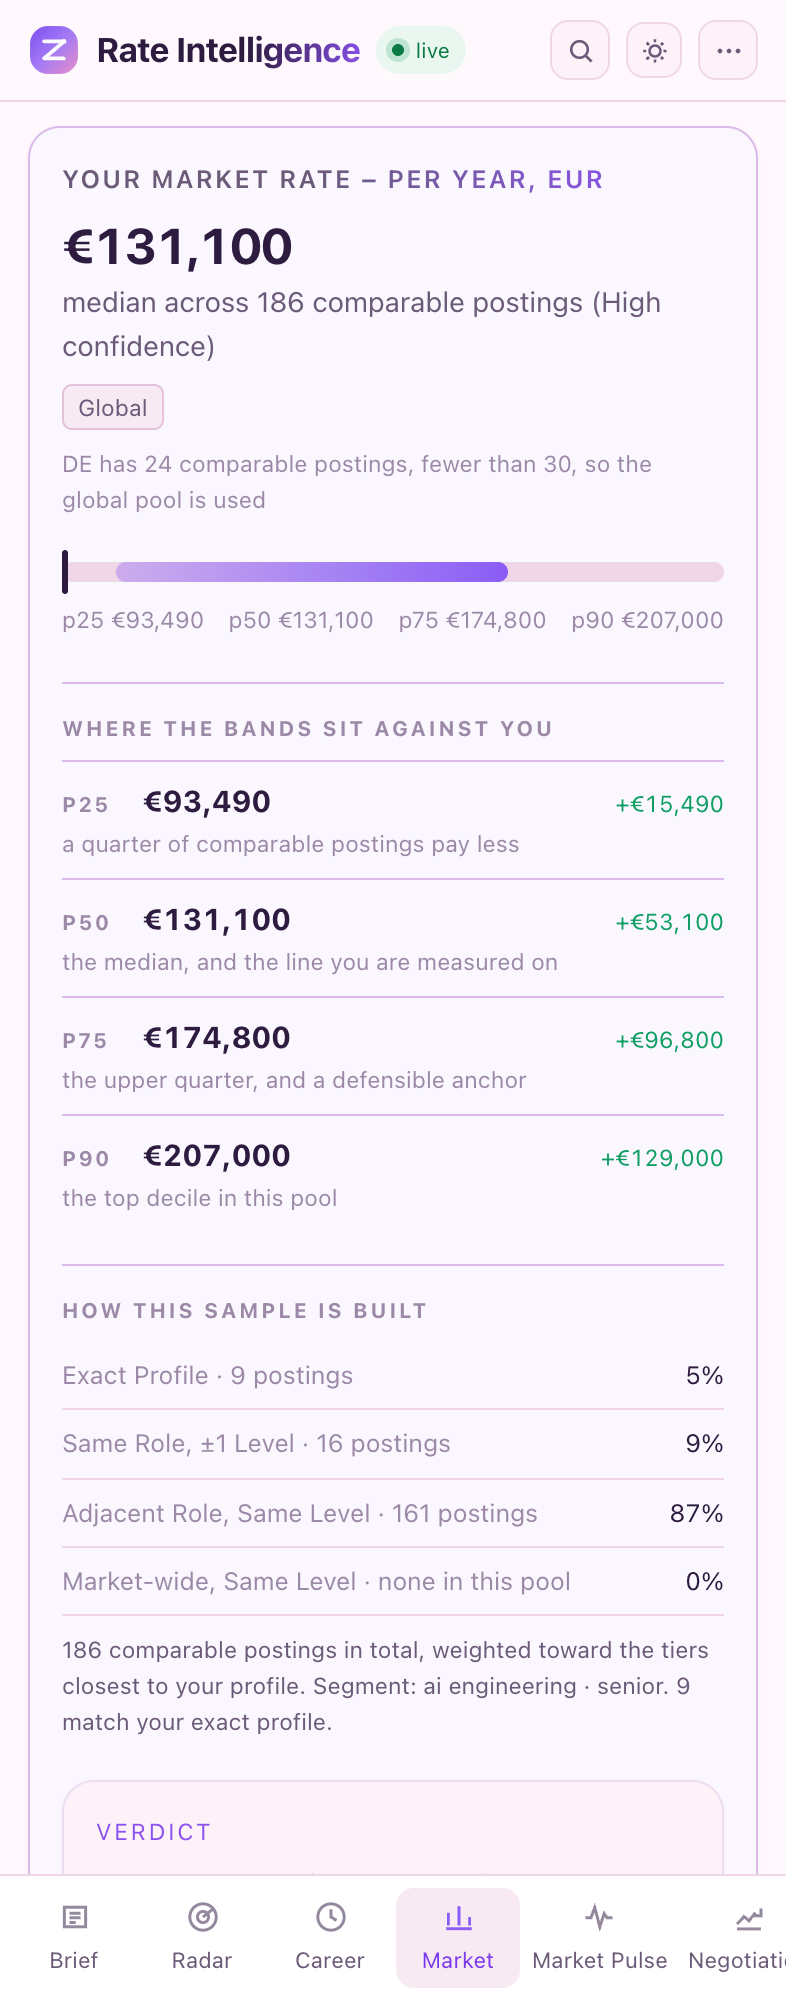 Rate Intelligence
live
YOUR MARKET RATE – PER YEAR, EUR
€131,100
median across 186 comparable postings (High
confidence)
Global
DE has 24 comparable postings, fewer than 30, so the
global pool is used
p25 €93,490 p50 €131,100 p75 €174,800 p90 €207,000
WHERE THE BANDS SIT AGAINST YOU
P25 €93,490 +€15,490
a quarter of comparable postings pay less
P50 €131,100 +€53,100
the median, and the line you are measured on
P75 €174,800 +€96,800
the upper quarter, and a defensible anchor
P90 €207,000 +€129,000
the top decile in this pool
HOW THIS SAMPLE IS BUILT
Exact Profile · 9 postings 5%
Same Role, ±1 Level · 16 postings 9%
Adjacent Role, Same Level · 161 postings 87%
Market-wide, Same Level · none in this pool 0%
186 comparable postings in total, weighted toward the tiers
closest to your profile. Segment: ai engineering · senior. 9
match your exact profile.
VERDICT
Brief Radar Career Market Market Pulse Negotiati